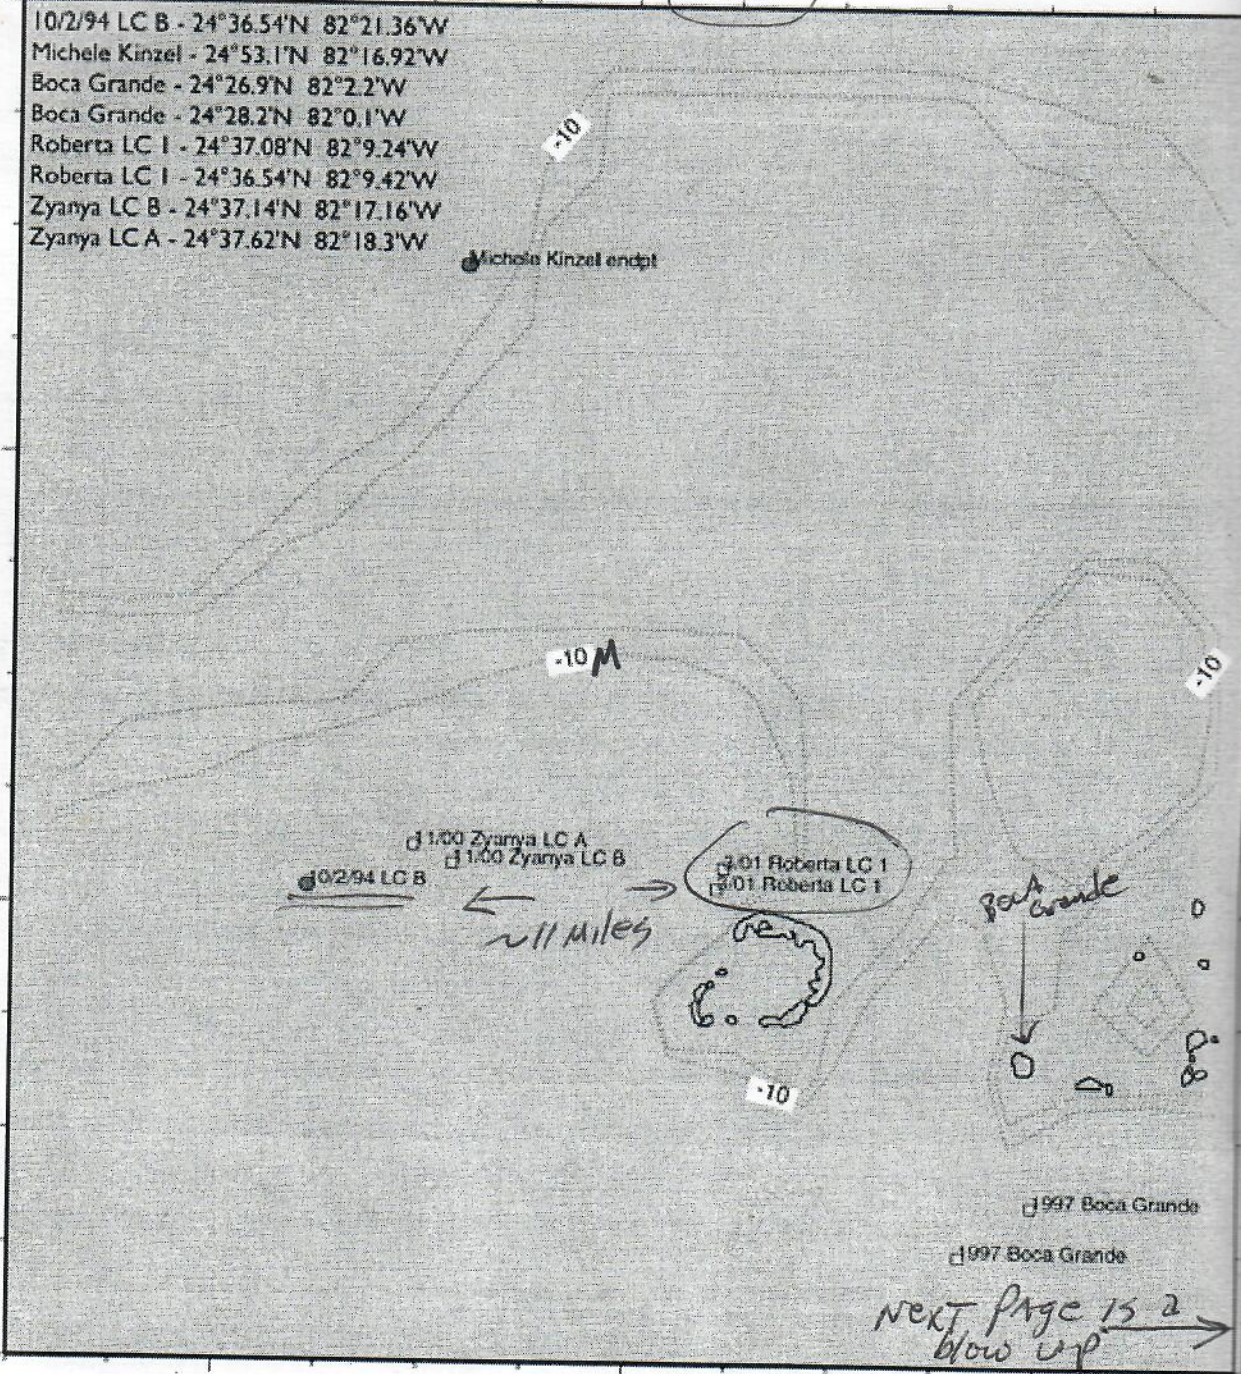 10/2/94 LC B - 24°36.54'N 82°21.36'W
Michele Kinzel - 24°53.1'N 82°16.92'W
Boca Grande - 24°26.9'N 82°2.2'W
Boca Grande - 24°28.2'N 82°0.1'W
Roberta LC 1 - 24°37.08'N 82°9.24'W
Roberta LC 1 - 24°36.54'N 82°9.42'W
Zyanya LC B - 24°37.14'N 82°17.16'W
Zyanya LC A - 24°37.62'N 82°18.3'W
-10
Michele Kinzel endpt
-10 M
-10
11/00 Zyanya LC A
11/00 Zyanya LC B
10/2/94 LC B
/01 Roberta LC 1
/01 Roberta LC 1
~11 Miles
Boca
Grande
-10
1997 Boca Grande
1997 Boca Grande
Next Page is a
blow up